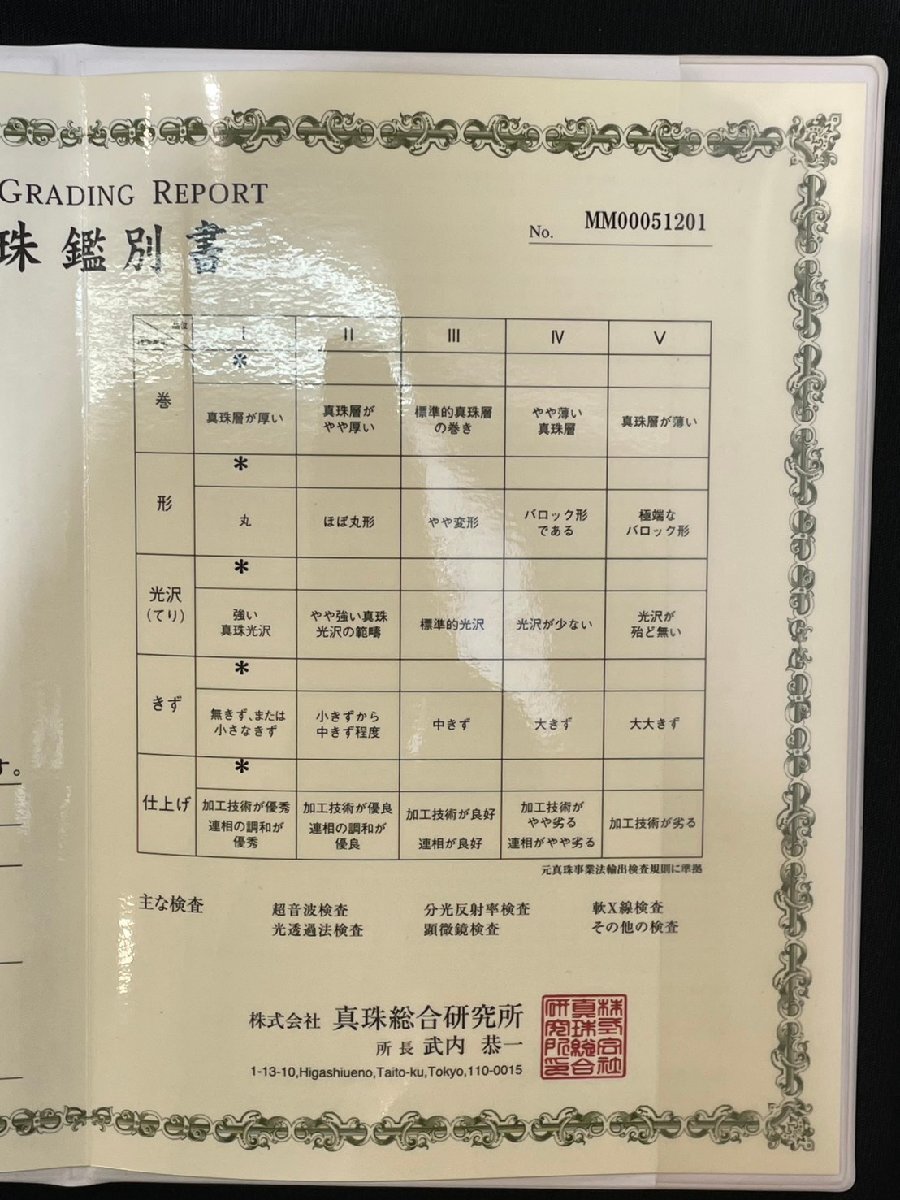 GRADING REPORT
珠鑑別書
No. MM00051201
I II III IV V
巻
*
真珠層が厚い
真珠層が
やや厚い
標準的真珠層
の巻き
やや薄い
真珠層
真珠層が薄い
形
*
丸
ほぼ丸形
やや変形
バロック形
である
極端な
バロック形
光沢
(てり)
*
強い
真珠光沢
やや強い真珠
光沢の範疇
標準的光沢
光沢が少ない
光沢が
殆ど無い
きず
*
無きず、または
小さなきず
小きずから
中きず程度
中きず
大きず
大大きず
仕上げ
*
加工技術が優秀
連相の調和が
優秀
加工技術が優良
連相の調和が
優良
加工技術が良好
連相が良好
加工技術が
やや劣る
連相がやや劣る
加工技術が劣る
す。
元真珠事業法輸出検査規則に準拠
主な検査 超音波検査 分光反射率検査 軟X線検査
光透過法検査 顕微鏡検査 その他の検査
株式会社 真珠総合研究所
所長 武内 恭一
1-13-10,Higashiueno,Taito-ku,Tokyo,110-0015
株式会社
真珠総合
研究所印